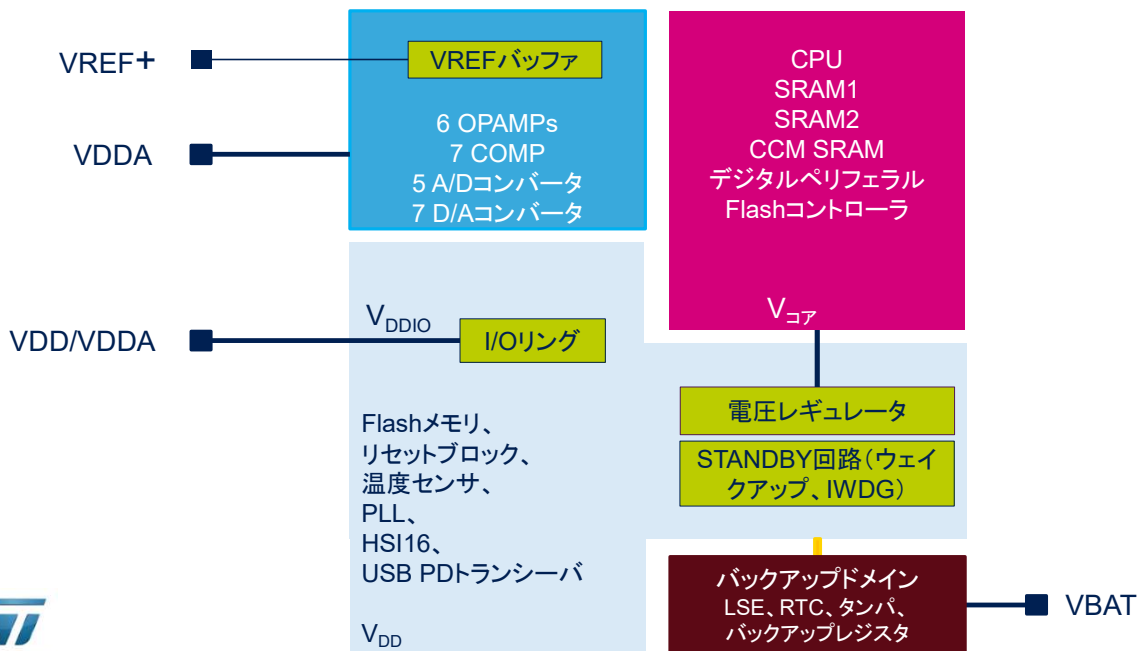 VREF+
VREFバッファ
6 OPAMPs
7 COMP
5 A/Dコンバータ
7 D/Aコンバータ
VDDA
CPU
SRAM1
SRAM2
CCM SRAM
デジタルペリフェラル
Flashコントローラ
Vコア
VDD/VDDA
VDDIO
I/Oリング
Flashメモリ、
リセットブロック、
温度センサ、
PLL、
HSI16、
USB PDトランシーバ
VDD
電圧レギュレータ
STANDBY回路（ウェイ
クアップ、IWDG）
バックアップドメイン
LSE、RTC、タンパ、
バックアップレジスタ
VBAT